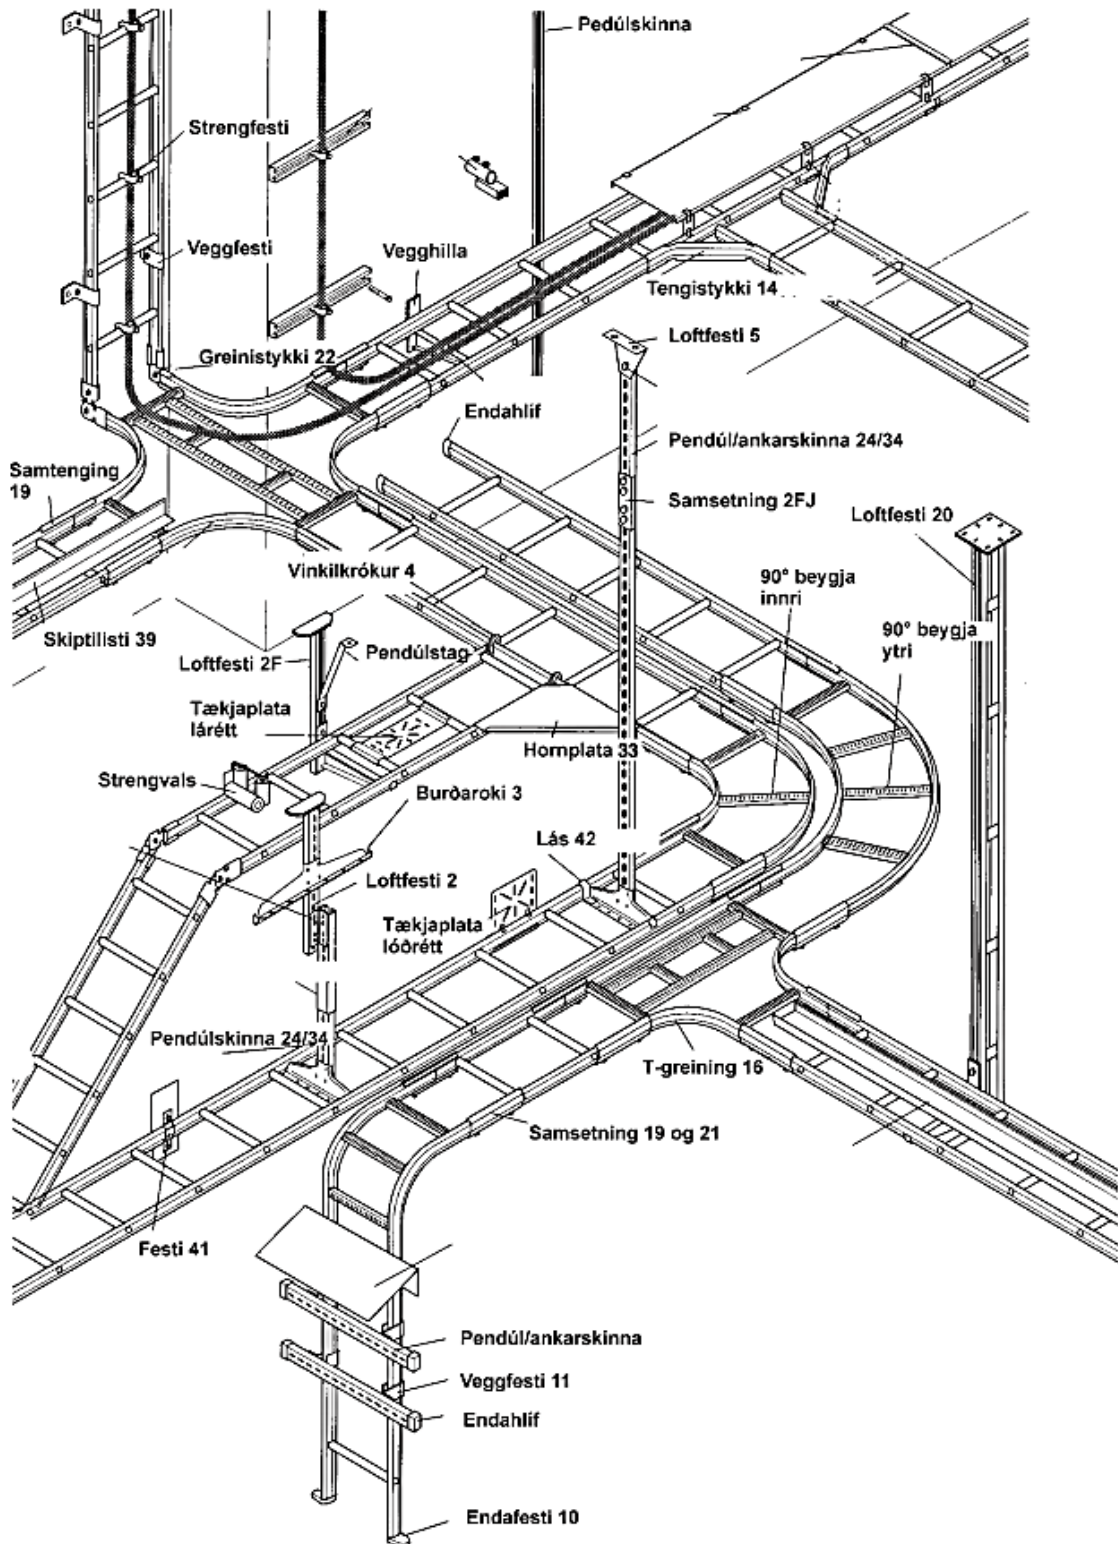 Pedúlskinna
Strengfesti
Veggfesti
Vegghilla
Tengistykki 14
Greinistykki 22
Loftfesti 5
Endahlíf
Pendúl/ankarskinna 24/34
Samtenging
19
Samsetning 2FJ
Loftfesti 20
Vinkilkrókur 4
90° beygja
innri
90° beygja
ytri
Skiptilisti 39
Loftfesti 2F
Pendúlstag
Tækjaplata
lárétt
Hornplata 33
Strengvals
Burðaroki 3
Lás 42
Loftfesti 2
Tækjaplata
lóðrétt
Pendúlskinna 24/34
T-greining 16
Samsetning 19 og 21
Festi 41
Pendúl/ankarskinna
Veggfesti 11
Endahlíf
Endafesti 10